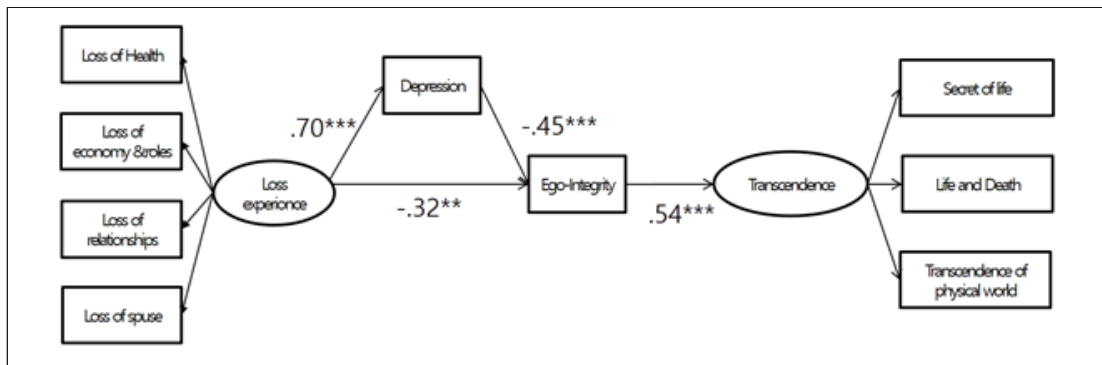 Loss of Health
Loss of
economy &roles
Loss of
relationships
Loss of spuse
Loss
experionce
Depression
.70***
-.45***
-.32**
Ego-Integrity
.54***
Transcendence
Secret of life
Life and Death
Transcendence of
physical world